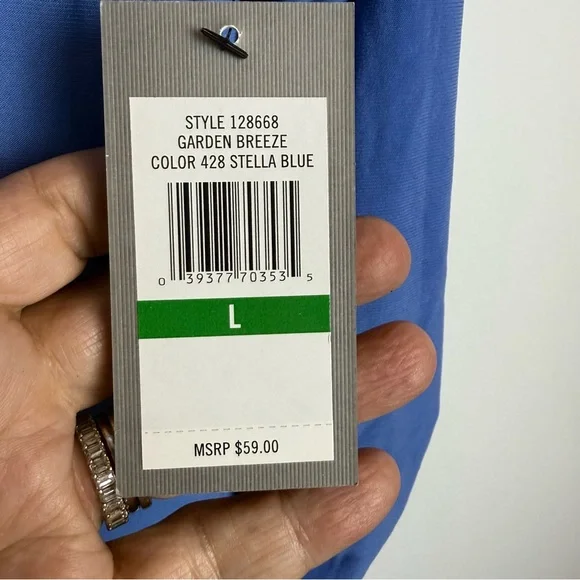 STYLE 128668
GARDEN BREEZE
COLOR 428 STELLA BLUE
0 39377 70353 5
L
MSRP $59.00